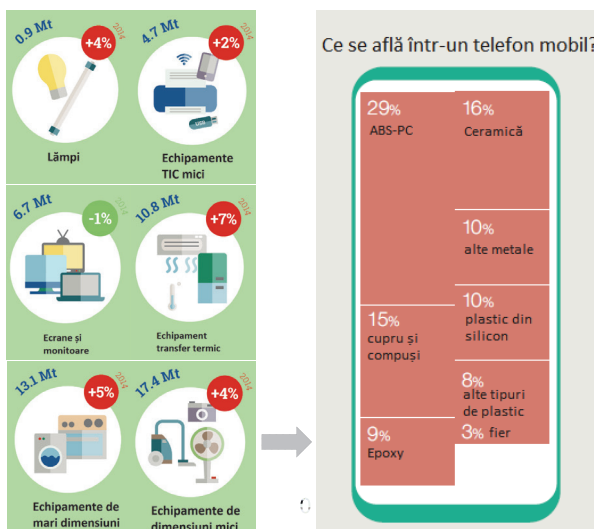 0.9 Mt
+4%
2014
Lămpi
4.7 Mt
+2%
2014
USB
Echipamente
TIC mici
6.7 Mt
-1%
2014
Ecrane și
monitoare
10.8 Mt
+7%
2014
Echipament
transfer termic
13.1 Mt
+5%
2014
Echipamente de
mari dimensiuni
17.4 Mt
+4%
2014
Echipamente de
dimensiuni mici
Ce se află într-un telefon mobil?
29%
ABS-PC
15%
cupru și
compuși
9%
Epoxy
16%
Ceramică
10%
alte metale
10%
plastic din
silicon
8%
alte tipuri
de plastic
3% fier